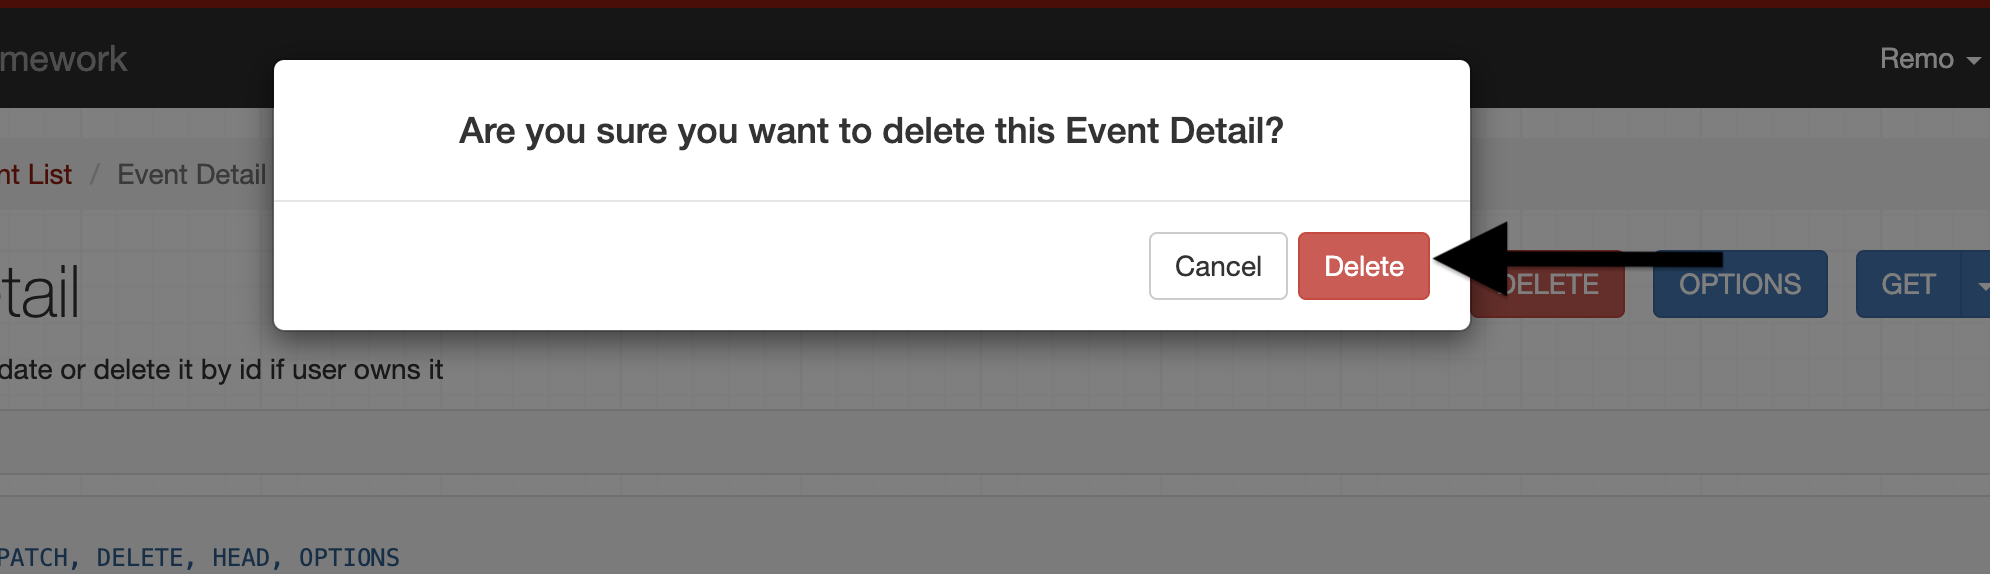 mework
Remo
Are you sure you want to delete this Event Detail?
nt List / Event Detail
Cancel
Delete
DELETE
OPTIONS
GET
tail
date or delete it by id if user owns it
PATCH, DELETE, HEAD, OPTIONS